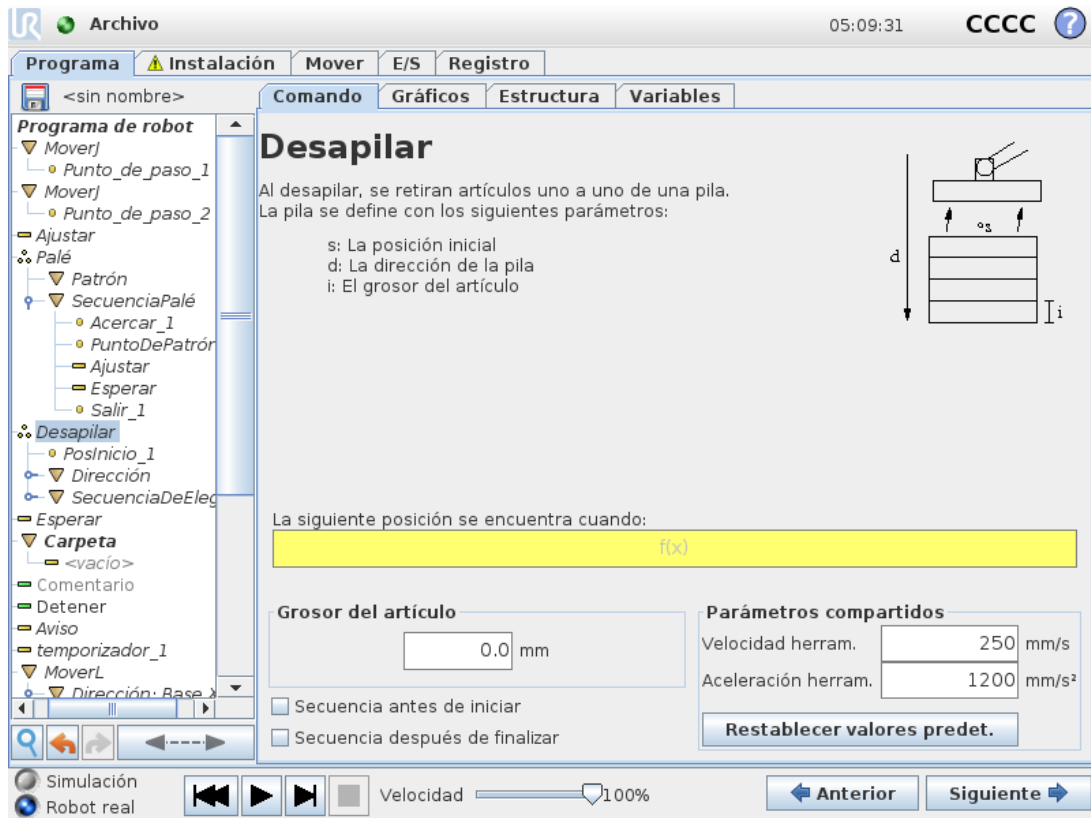 UR Archivo 05:09:31 CCCC ?
Programa Instalación Mover E/S Registro
<sin nombre> Comando Gráficos Estructura Variables
Programa de robot
MoverJ
Punto_de_paso_1
MoverJ
Punto_de_paso_2
Ajustar
Palé
Patrón
SecuenciaPalé
Acercar_1
PuntoDePatrón
Ajustar
Esperar
Salir_1
Desapilar
PosInicio_1
Dirección
SecuenciaDeEleg
Esperar
Carpeta
<vacío>
Comentario
Detener
Aviso
temporizador_1
MoverL
Dirección: Base X
Desapilar
Al desapilar, se retiran artículos uno a uno de una pila.
La pila se define con los siguientes parámetros:
s: La posición inicial
d: La dirección de la pila
i: El grosor del artículo
s
d
i
La siguiente posición se encuentra cuando:
f(x)
Grosor del artículo
0.0 mm
Secuencia antes de iniciar
Secuencia después de finalizar
Parámetros compartidos
Velocidad herram. 250 mm/s
Aceleración herram. 1200 mm/s²
Restablecer valores predet.
Simulación
Robot real
Velocidad 100%
Anterior Siguiente